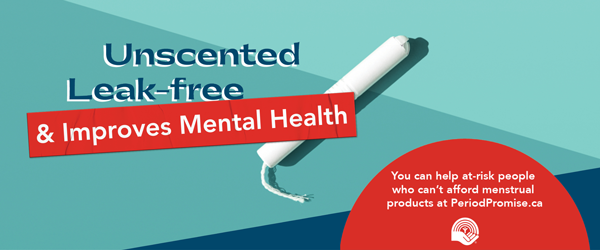 Unscented
Leak-free
& Improves Mental Health
You can help at-risk people
who can't afford menstrual
products at PeriodPromise.ca